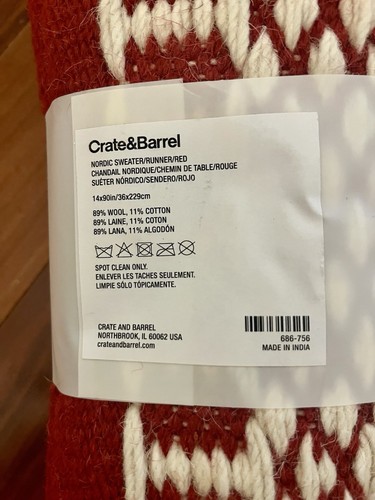 Crate&Barrel
NORDIC SWEATER/RUNNER/RED
CHANDAIL NORDIQUE/CHEMIN DE TABLE/ROUGE
SUÉTER NÓRDICO/SENDERO/ROJO
14x90in/36x229cm
89% WOOL, 11% COTTON
89% LAINE, 11% COTON
89% LANA, 11% ALGODÓN
SPOT CLEAN ONLY.
ENLEVER LES TACHES SEULEMENT.
LIMPIE SÓLO TÓPICAMENTE.
CRATE AND BARREL
NORTHBROOK, IL 60062 USA
crateandbarrel.com
686-756
MADE IN INDIA